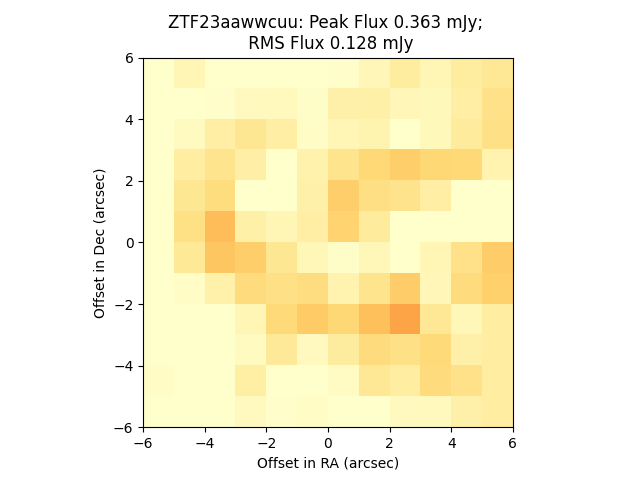 ZTF23aawwcuu: Peak Flux 0.363 mJy;
RMS Flux 0.128 mJy
6
4
2
0
−2
−4
−6
Offset in Dec (arcsec)
−6 −4 −2 0 2 4 6
Offset in RA (arcsec)